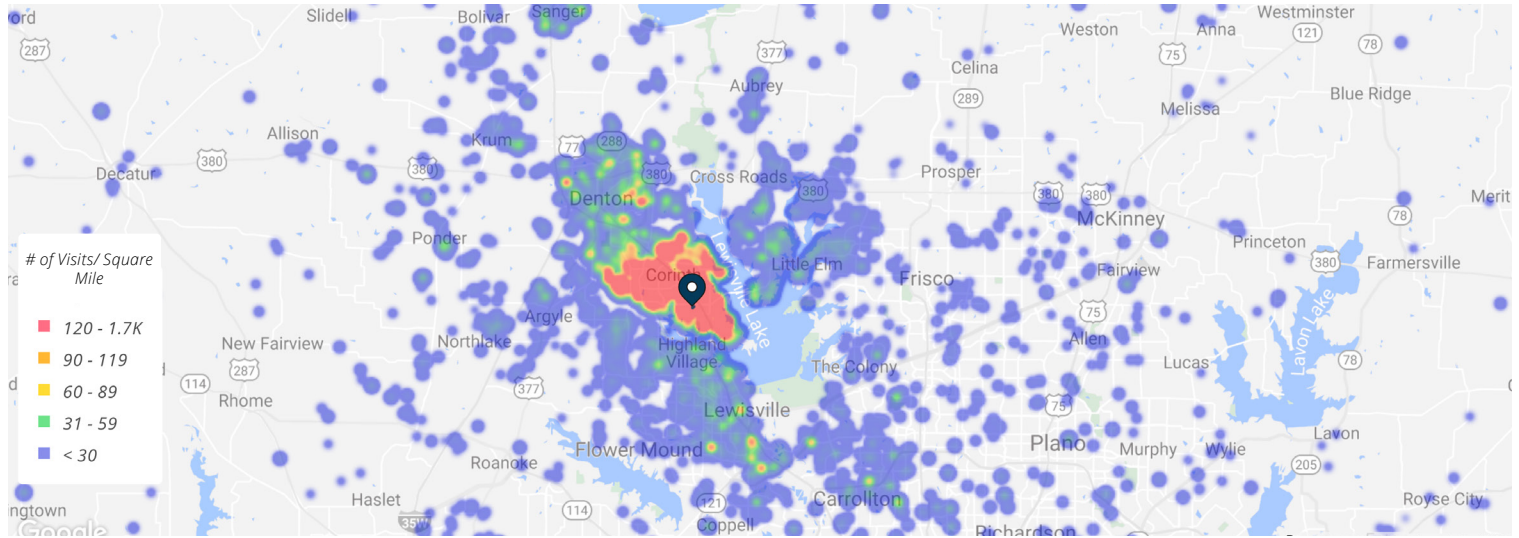 ord
Slidell
Bolivar
Sanger
Westminster
Weston
Anna
121
78
287
377
75
Celina
Aubrey
289
Blue Ridge
Melissa
Allison
Krum
77
288
380
380
Decatur
380
Cross Roads
380
Prosper
380
380
Merit
Denton
McKinney
78
Ponder
Princeton
# of Visits/ Square
Mile
Little Elm
380
Farmersville
Corinth
Fairview
Frisco
Lewisville Lake
120 - 1.7K
Argyle
75
Lavon Lake
New Fairview
Northlake
Highland
Village
Allen
90 - 119
287
The Colony
Lucas
78
114
377
60 - 89
Rhome
Lewisville
75
31 - 59
Flower Mound
Plano
Murphy
Wylie
Lavon
< 30
Roanoke
205
Haslet
114
121
Carrollton
Royse City
ngtown
35W
Coppell
Richardson
Google